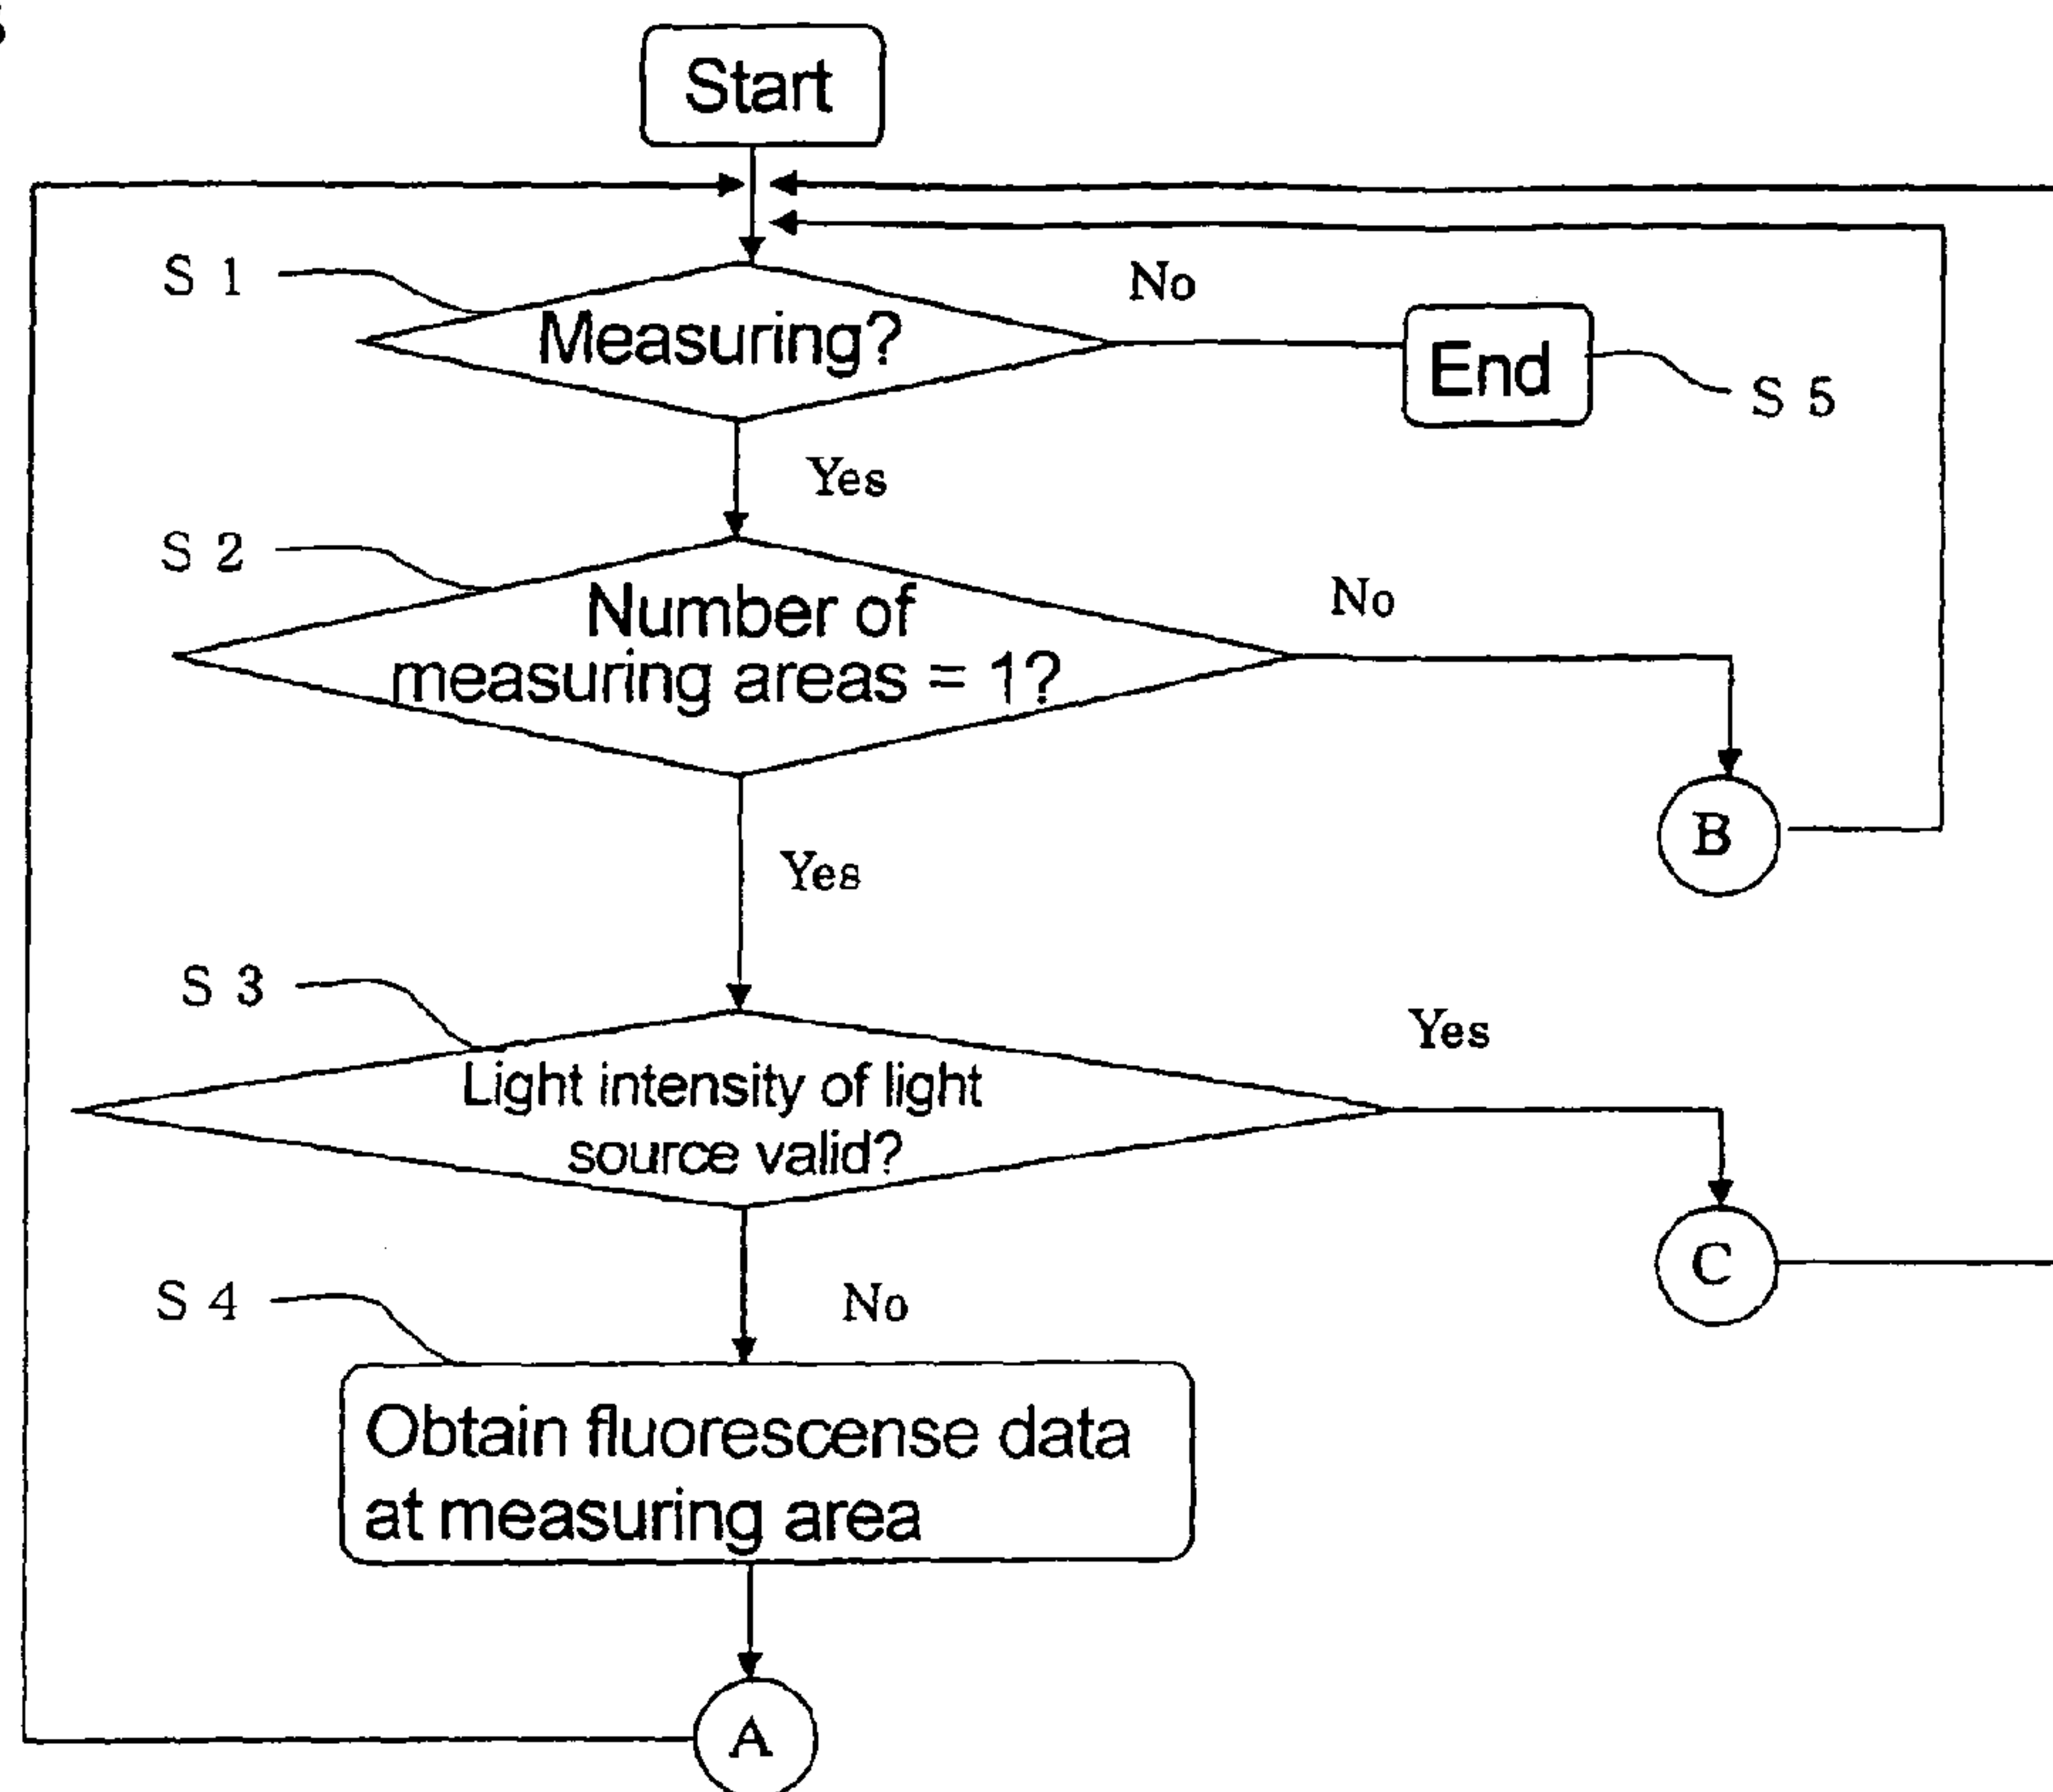 Start
S 1
Measuring?
No
End
S 5
Yes
S 2
Number of
measuring areas = 1?
No
B
Yes
S 3
Light intensity of light
source valid?
Yes
C
No
S 4
Obtain fluorescense data
at measuring area
A